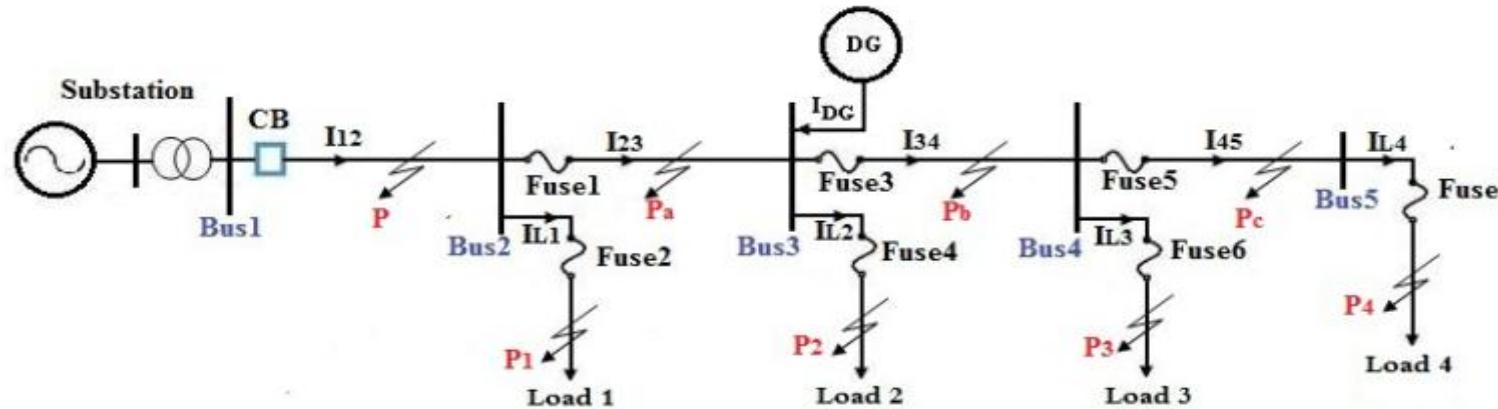 DG
Substation
IDG
CB
I12
I23
I34
I45
IL4
Fuse1
Fuse3
Fuse5
Fuse
P
Pa
Pb
Pc
Bus5
Bus1
Bus2
IL1
Fuse2
Bus3
IL2
Fuse4
Bus4
IL3
Fuse6
P1
P2
P3
P4
Load 1
Load 2
Load 3
Load 4